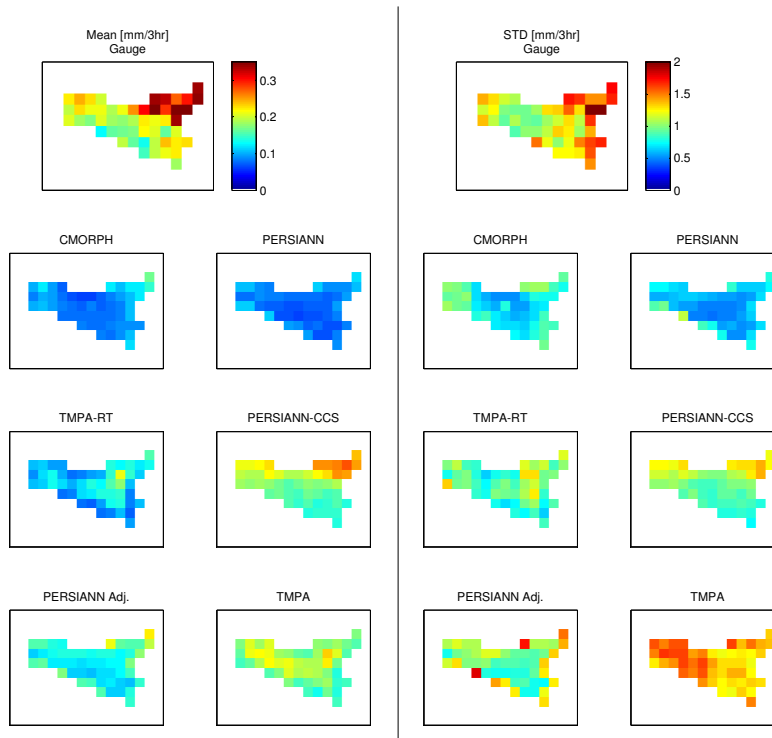 Mean [mm/3hr]
Gauge
0.3
0.2
0.1
0
STD [mm/3hr]
Gauge
2
1.5
1
0.5
0
CMORPH
PERSIANN
CMORPH
PERSIANN
TMPA-RT
PERSIANN-CCS
TMPA-RT
PERSIANN-CCS
PERSIANN Adj.
TMPA
PERSIANN Adj.
TMPA